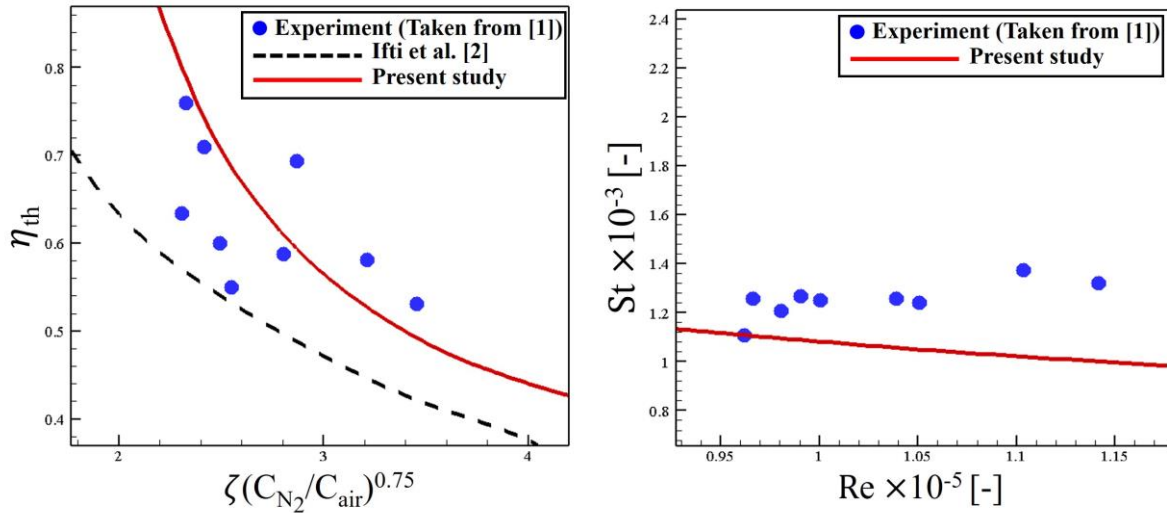 Experiment (Taken from [1])
Ifti et al. [2]
Present study
0.8
0.7
0.6
0.5
0.4
ηth
2 3 4
ζ(CN2/Cair)0.75
Experiment (Taken from [1])
Present study
2.4
2.2
2
1.8
1.6
1.4
1.2
1
0.8
St ×10-3 [-]
0.95 1 1.05 1.1 1.15
Re ×10-5 [-]